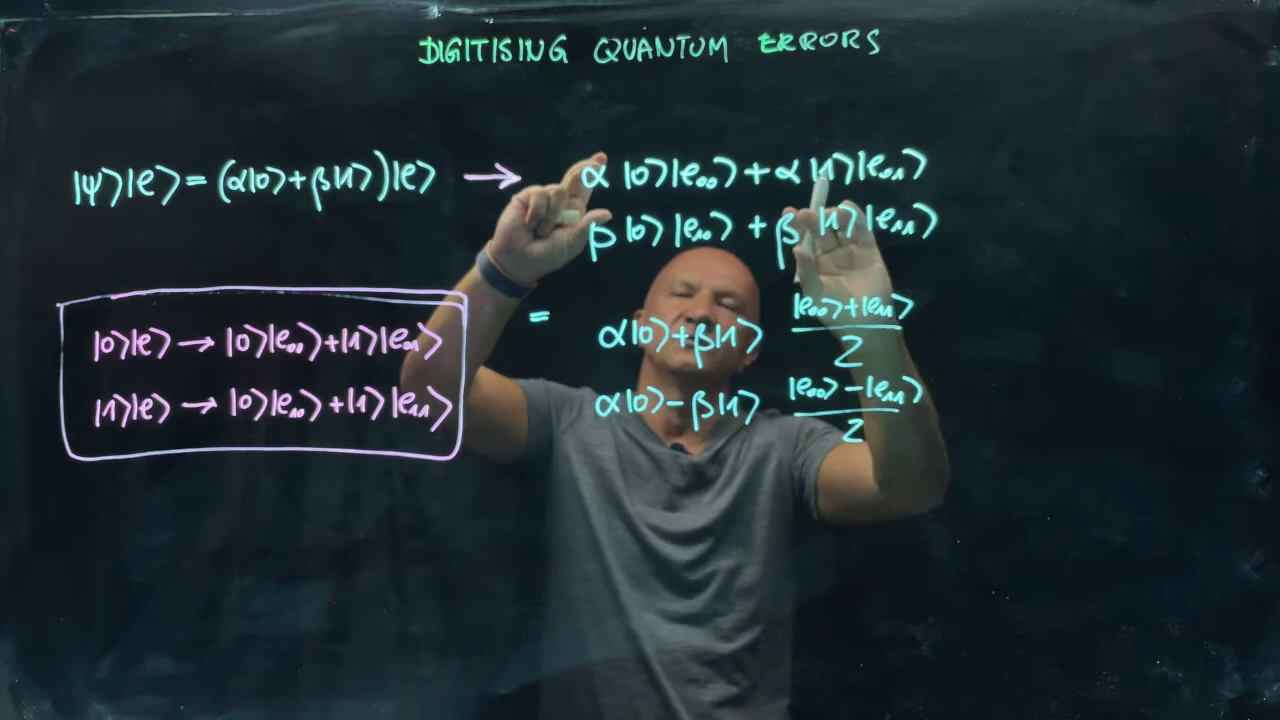 DIGITISING QUANTUM ERRORS
|ψ⟩|e⟩=(α|0⟩+β|1⟩)|e⟩ → α|0⟩|e₀₀⟩+α|1⟩|e₀₁⟩
β|0⟩|e₁₀⟩+β|1⟩|e₁₁⟩
= α|0⟩+β|1⟩ (|e₀₀⟩+|e₁₁⟩)/2
α|0⟩-β|1⟩ (|e₀₀⟩-|e₁₁⟩)/2
|0⟩|e⟩→|0⟩|e₀₀⟩+|1⟩|e₀₁⟩
|1⟩|e⟩→|0⟩|e₁₀⟩+|1⟩|e₁₁⟩